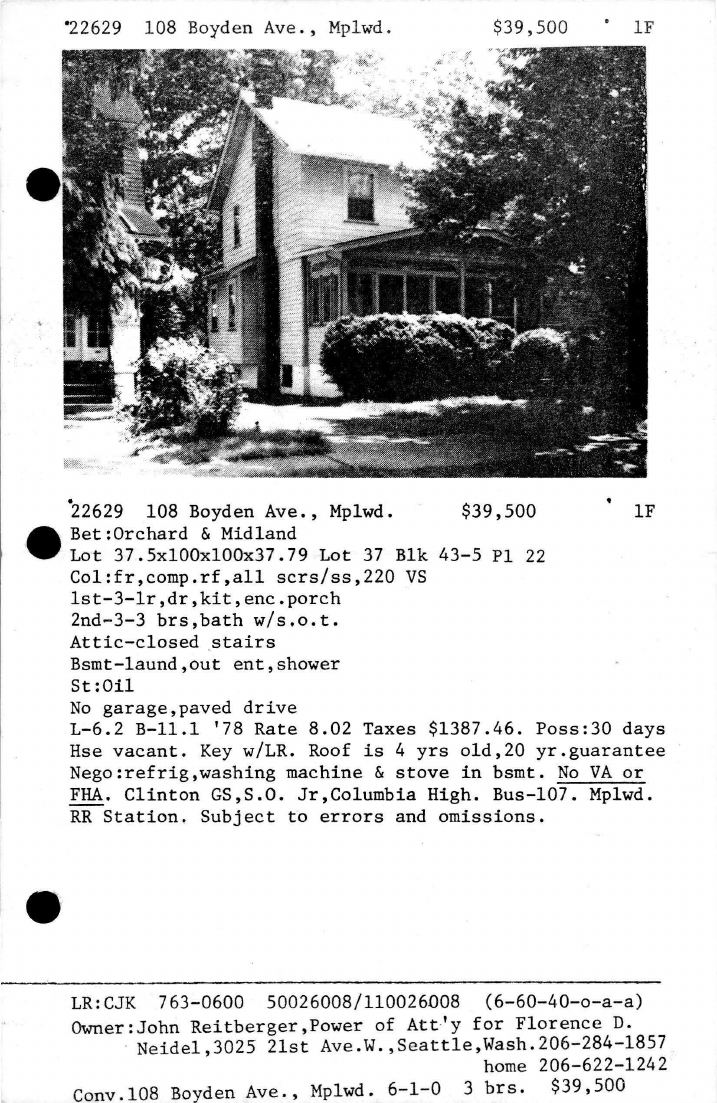 22629 108 Boyden Ave., Mplwd. $39,500 1F
22629 108 Boyden Ave., Mplwd. $39,500 1F
Bet:Orchard & Midland
Lot 37.5x100x100x37.79 Lot 37 Blk 43-5 Pl 22
Col:fr,comp.rf,all scrs/ss,220 VS
1st-3-lr,dr,kit,enc.porch
2nd-3-3 brs,bath w/s.o.t.
Attic-closed stairs
Bsmt-laund,out ent,shower
St:Oil
No garage,paved drive
L-6.2 B-11.1 '78 Rate 8.02 Taxes $1387.46. Poss:30 days
Hse vacant. Key w/LR. Roof is 4 yrs old,20 yr.guarantee
Nego:refrig,washing machine & stove in bsmt. No VA or
FHA. Clinton GS,S.O. Jr,Columbia High. Bus-107. Mplwd.
RR Station. Subject to errors and omissions.
LR:CJK 763-0600 50026008/110026008 (6-60-40-o-a-a)
Owner:John Reitberger,Power of Att'y for Florence D.
Neidel,3025 21st Ave.W.,Seattle,Wash.206-284-1857
home 206-622-1242
Conv.108 Boyden Ave., Mplwd. 6-1-0 3 brs. $39,500